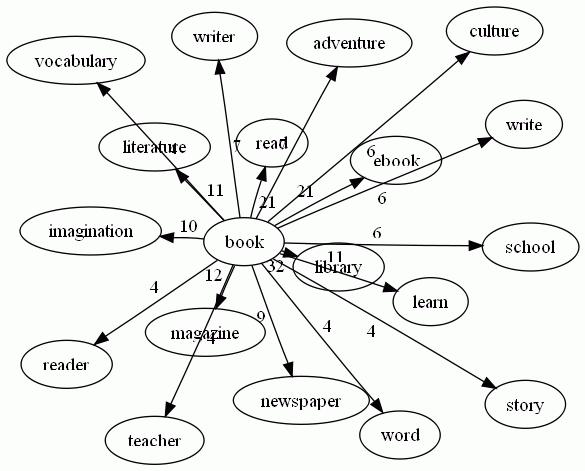 writer
culture
adventure
vocabulary
write
read
literature
4
7
7
ebook
6
11
21
21
6
imagination
10
book
6
school
11
library
32
12
4
learn
9
4
4
magazine
4
reader
newspaper
story
teacher
word